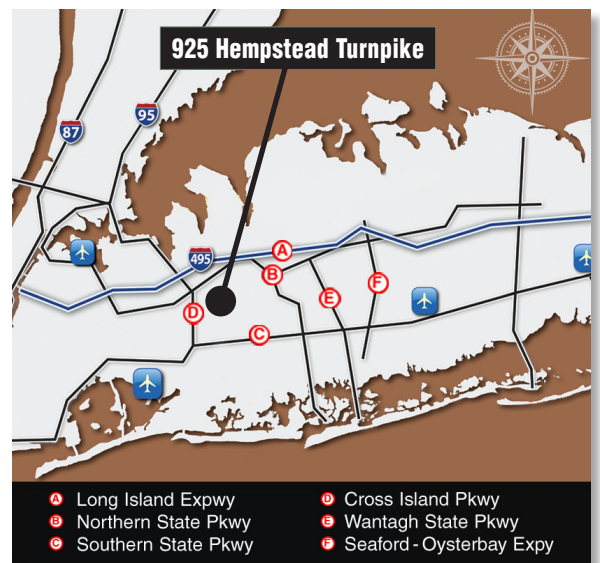 925 Hempstead Turnpike
95
87
495
A
B
F
E
D
C
A Long Island Expwy
B Northern State Pkwy
C Southern State Pkwy
D Cross Island Pkwy
E Wantagh State Pkwy
F Seaford - Oysterbay Expy